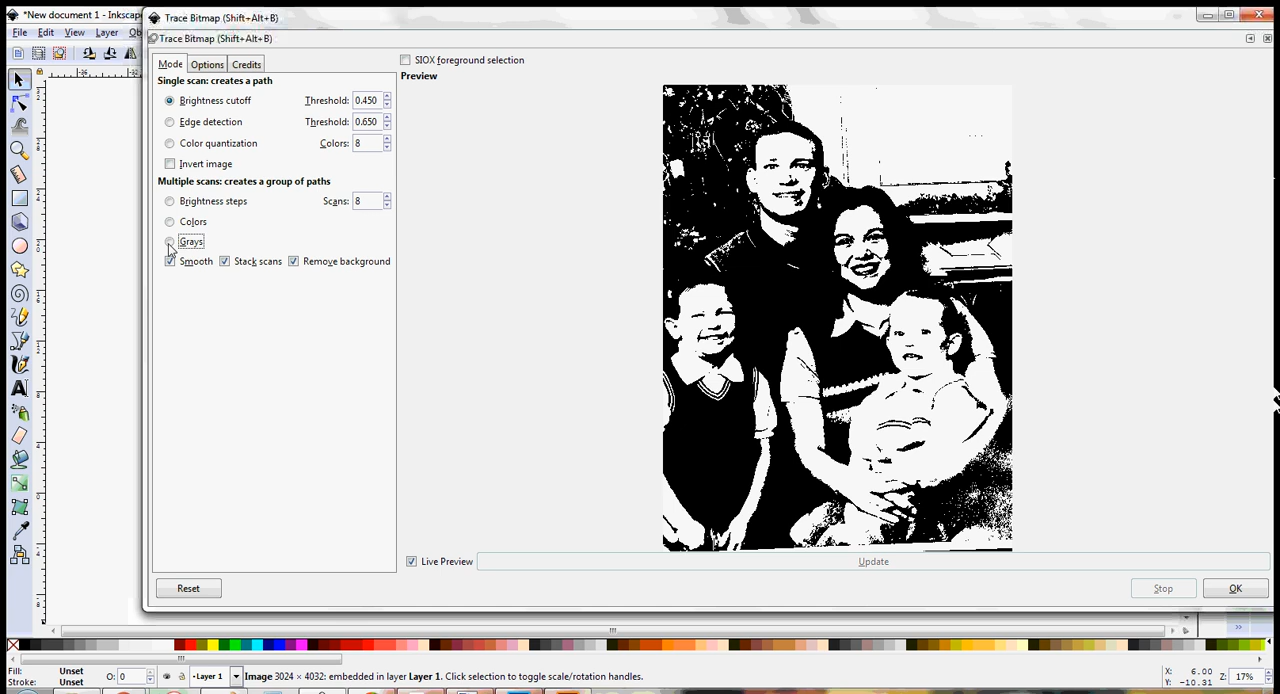 *New document 1 - Inkscape
Trace Bitmap (Shift+Alt+B)
File Edit View Layer
Trace Bitmap (Shift+Alt+B)
Mode Options Credits
SIOX foreground selection
Preview
Single scan: creates a path
Brightness cutoff Threshold: 0.450
Edge detection Threshold: 0.650
Color quantization Colors: 8
Invert image
Multiple scans: creates a group of paths
Brightness steps Scans: 8
Colors
Grays
Smooth Stack scans Remove background
Live Preview Update
Reset Stop OK
Fill: Unset
Stroke: Unset
O: 0
Layer 1
Image 3024 × 4032: embedded in layer Layer 1. Click selection to toggle scale/rotation handles.
X: 6.00
Y: -10.31
Z: 17%